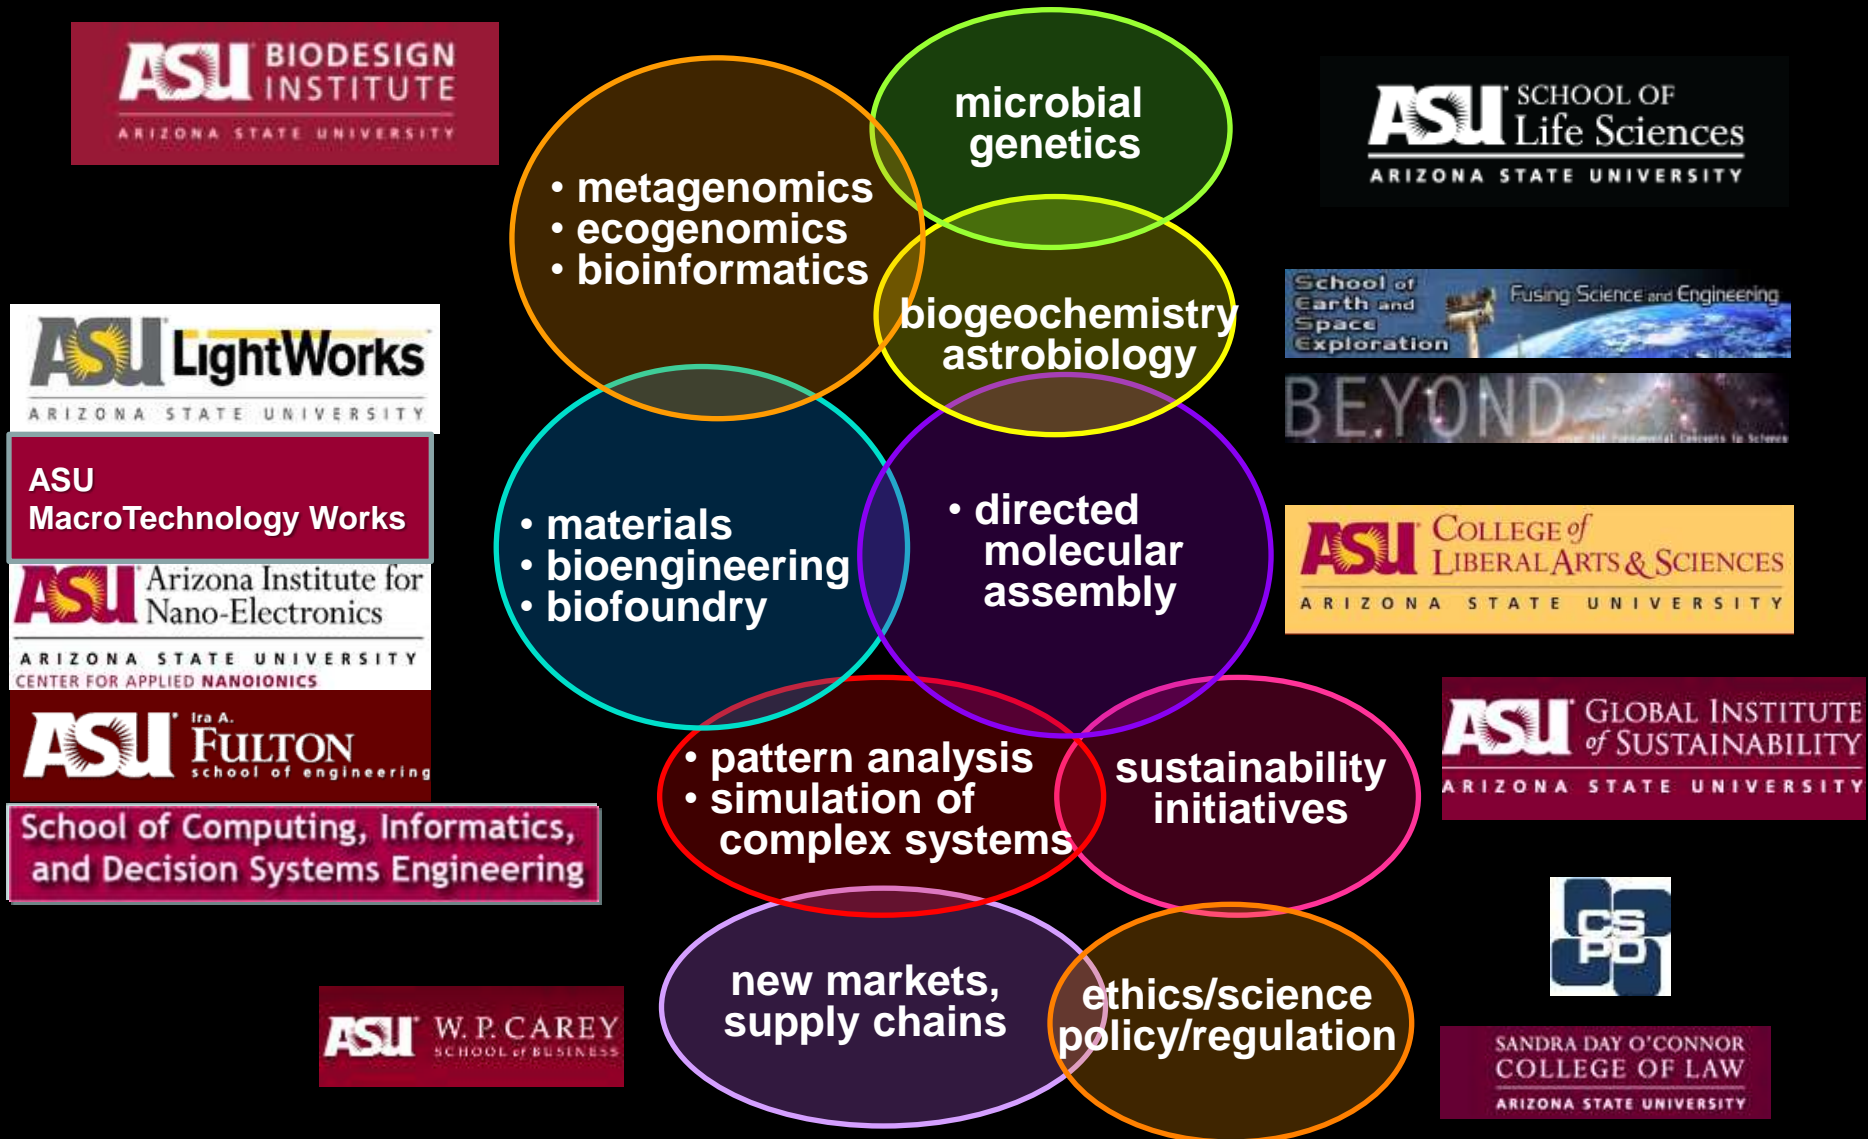 ASU BIODESIGN
INSTITUTE
ARIZONA STATE UNIVERSITY
microbial
genetics
ASU SCHOOL OF
Life Sciences
ARIZONA STATE UNIVERSITY
• metagenomics
• ecogenomics
• bioinformatics
School of
Earth and
Space
Exploration
Fusing Science and Engineering
biogeochemistry
astrobiology
ASU LightWorks
ARIZONA STATE UNIVERSITY
BEYOND
Fundamental Concepts in Science
ASU
MacroTechnology Works
• materials
• bioengineering
• biofoundry
• directed
molecular
assembly
ASU COLLEGE of
LIBERAL ARTS & SCIENCES
ARIZONA STATE UNIVERSITY
ASU Arizona Institute for
Nano-Electronics
ARIZONA STATE UNIVERSITY
CENTER FOR APPLIED NANOIONICS
ASU Ira A.
FULTON
school of engineering
• pattern analysis
• simulation of
complex systems
sustainability
initiatives
ASU GLOBAL INSTITUTE
of SUSTAINABILITY
ARIZONA STATE UNIVERSITY
School of Computing, Informatics,
and Decision Systems Engineering
CS
PO
new markets,
supply chains
ethics/science
policy/regulation
ASU W. P. CAREY
SCHOOL of BUSINESS
SANDRA DAY O'CONNOR
COLLEGE OF LAW
ARIZONA STATE UNIVERSITY